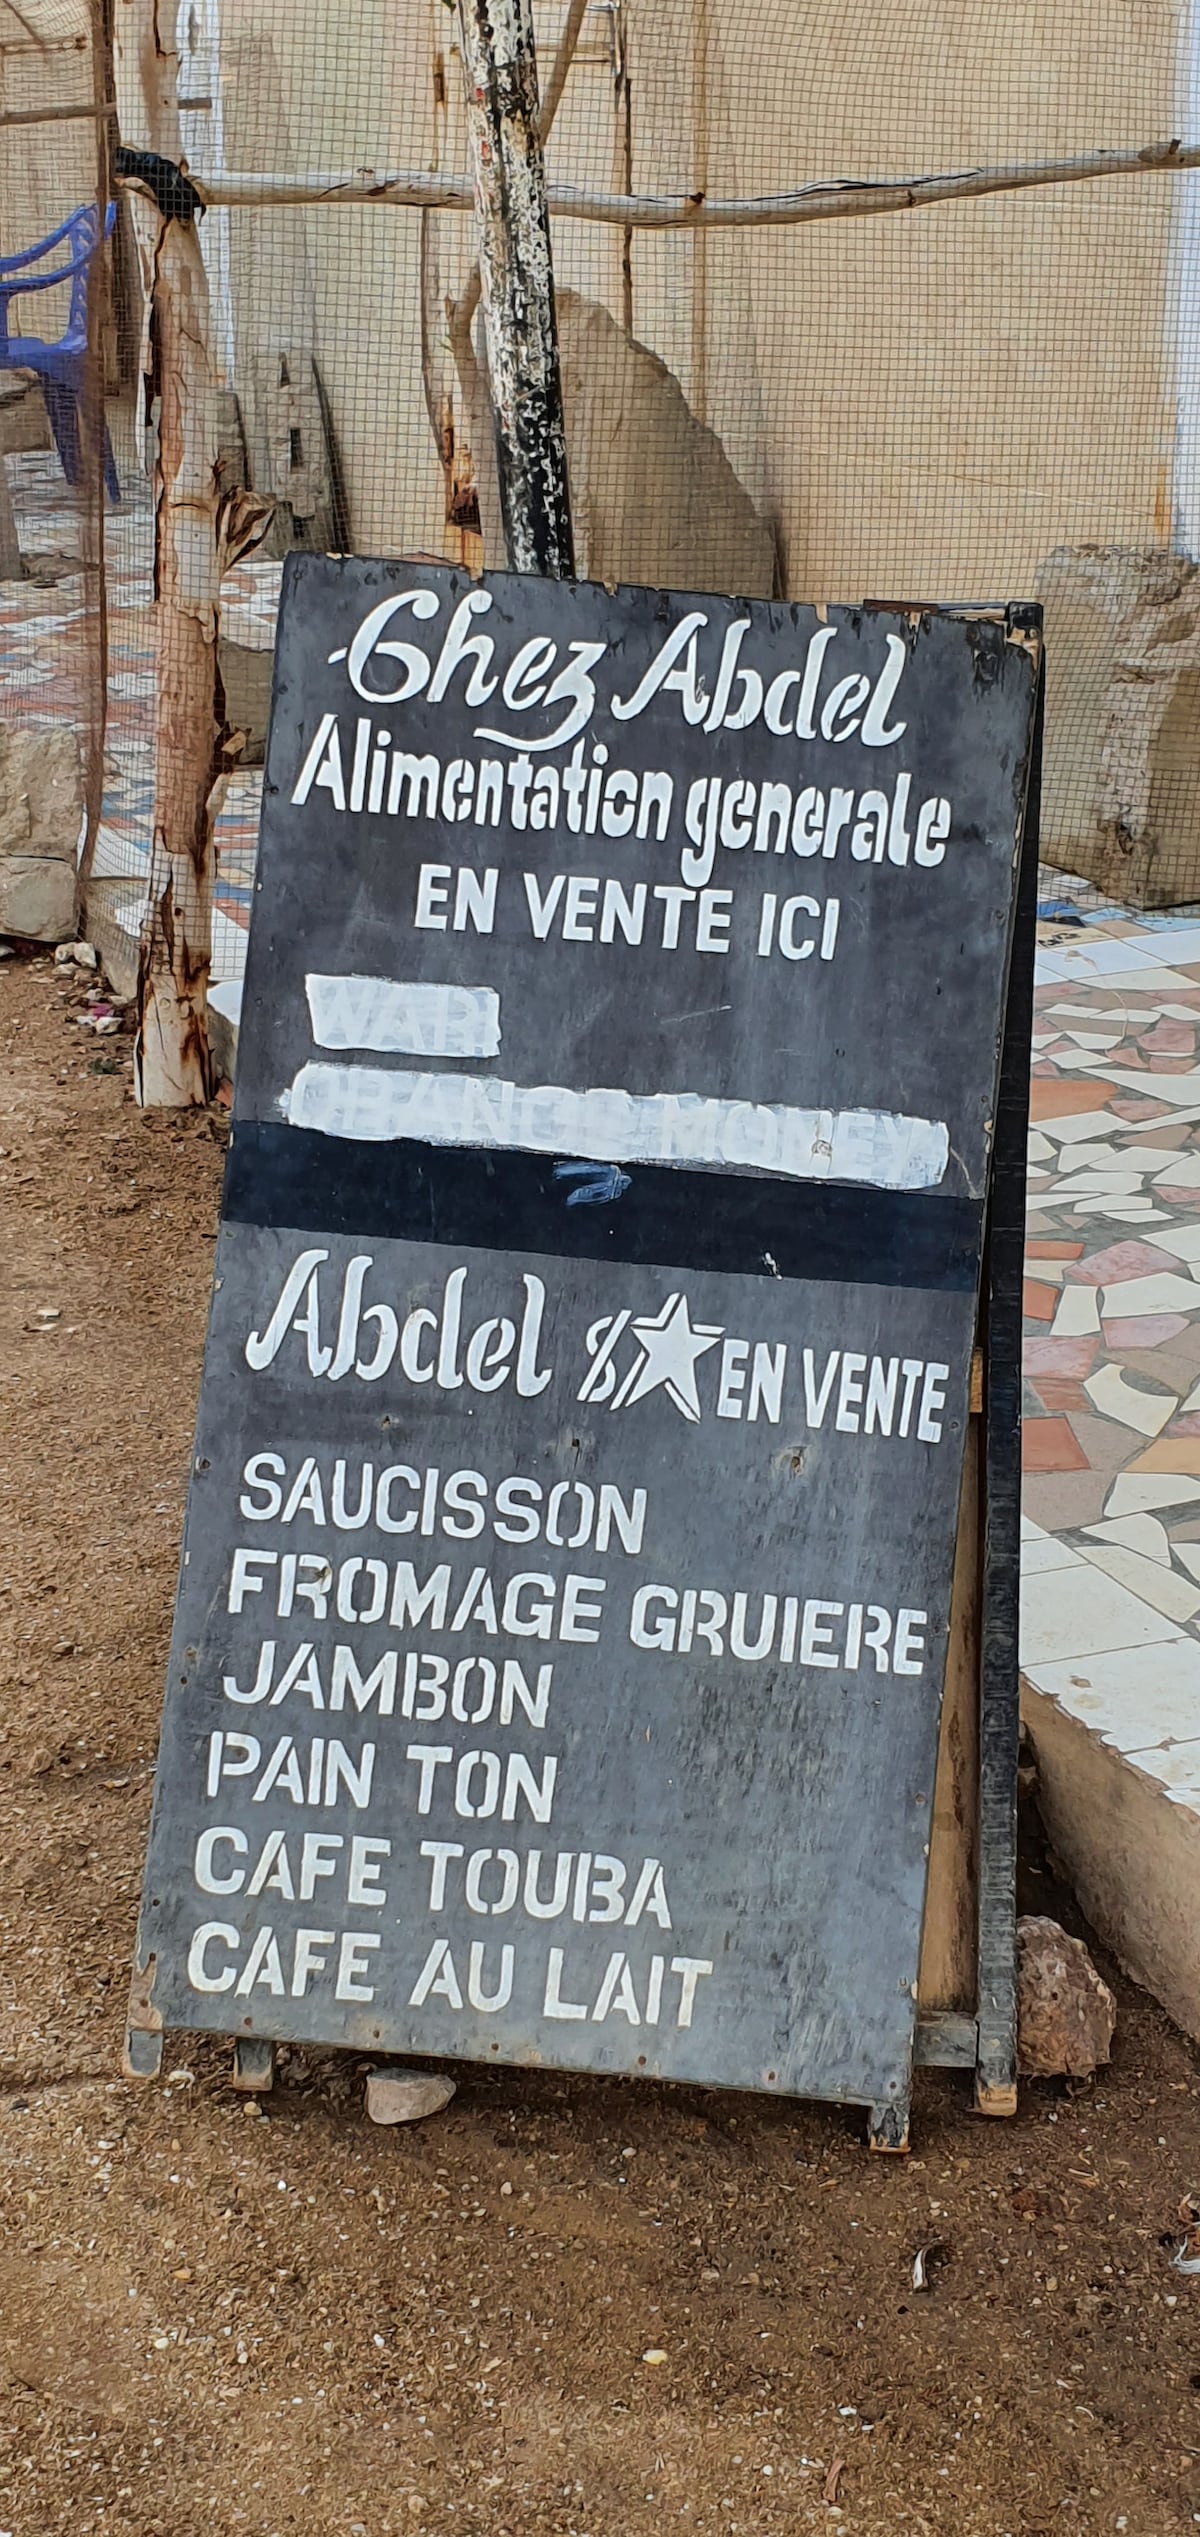 Chez Abdel
Alimentation generale
EN VENTE ICI
WARI
ORANGE MONEY
Abdel EN VENTE
SAUCISSON
FROMAGE GRUIERE
JAMBON
PAIN TON
CAFE TOUBA
CAFE AU LAIT